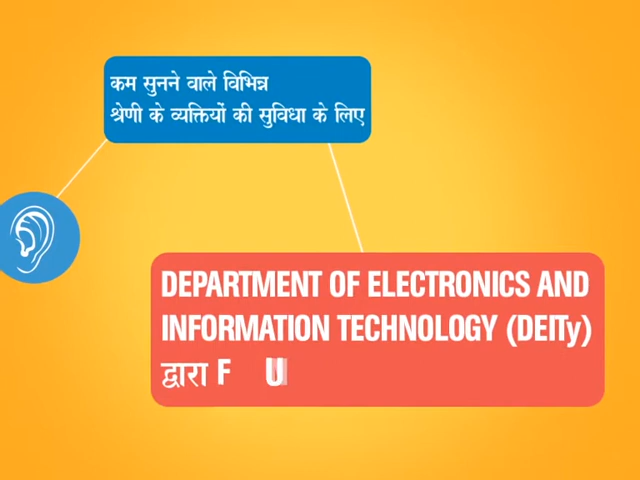 कम सुनने वाले विभिन्न
श्रेणी के व्यक्तियों की सुविधा के लिए
DEPARTMENT OF ELECTRONICS AND
INFORMATION TECHNOLOGY (DEITy)
द्वारा F U